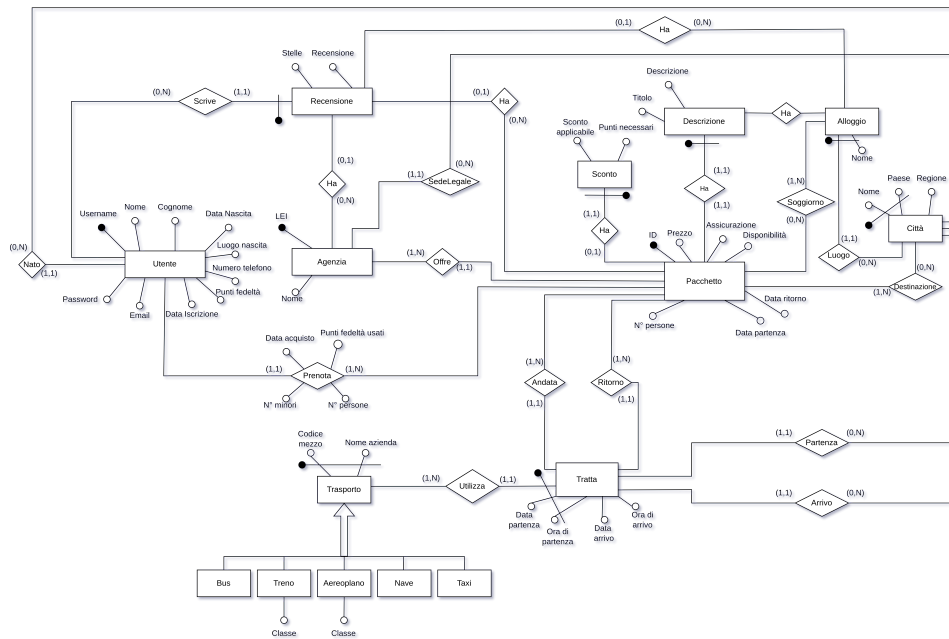 (0,1)
Ha
(0,N)
Stelle
Recensione
Descrizione
Scrive
(0,N)
(1,1)
Recensione
(0,1)
Ha
(0,N)
Titolo
Descrizione
Ha
Alloggio
Sconto
applicabile
Punti necessari
Nome
(0,1)
Ha
(0,N)
(1,1)
SedeLegale
(0,N)
Sconto
(1,1)
Ha
(1,1)
(1,N)
Soggiorno
(0,N)
Nome
Paese
Regione
Username
Nome
Cognome
Data Nascita
LEI
(1,1)
Ha
(0,1)
ID
Prezzo
Assicurazione
Disponibilità
Città
(0,N)
Nato
(1,1)
Utente
Luogo nascita
Numero telefono
Punti fedeltà
Data Iscrizione
Email
Password
Agenzia
Nome
(1,N)
Offre
(1,1)
Pacchetto
(1,1)
Luogo
(0,N)
(0,N)
Destinazione
(1,N)
N° persone
Data partenza
Data ritorno
Data acquisto
Punti fedeltà usati
(1,1)
Prenota
(1,N)
N° minori
N° persone
(1,N)
Andata
(1,1)
(1,N)
Ritorno
(1,1)
Codice
mezzo
Nome azienda
(1,1)
Partenza
(0,N)
Trasporto
(1,N)
Utilizza
(1,1)
Tratta
(1,1)
Arrivo
(0,N)
Data
partenza
Ora di
partenza
Data
arrivo
Ora di
arrivo
Bus
Treno
Aereoplano
Nave
Taxi
Classe
Classe